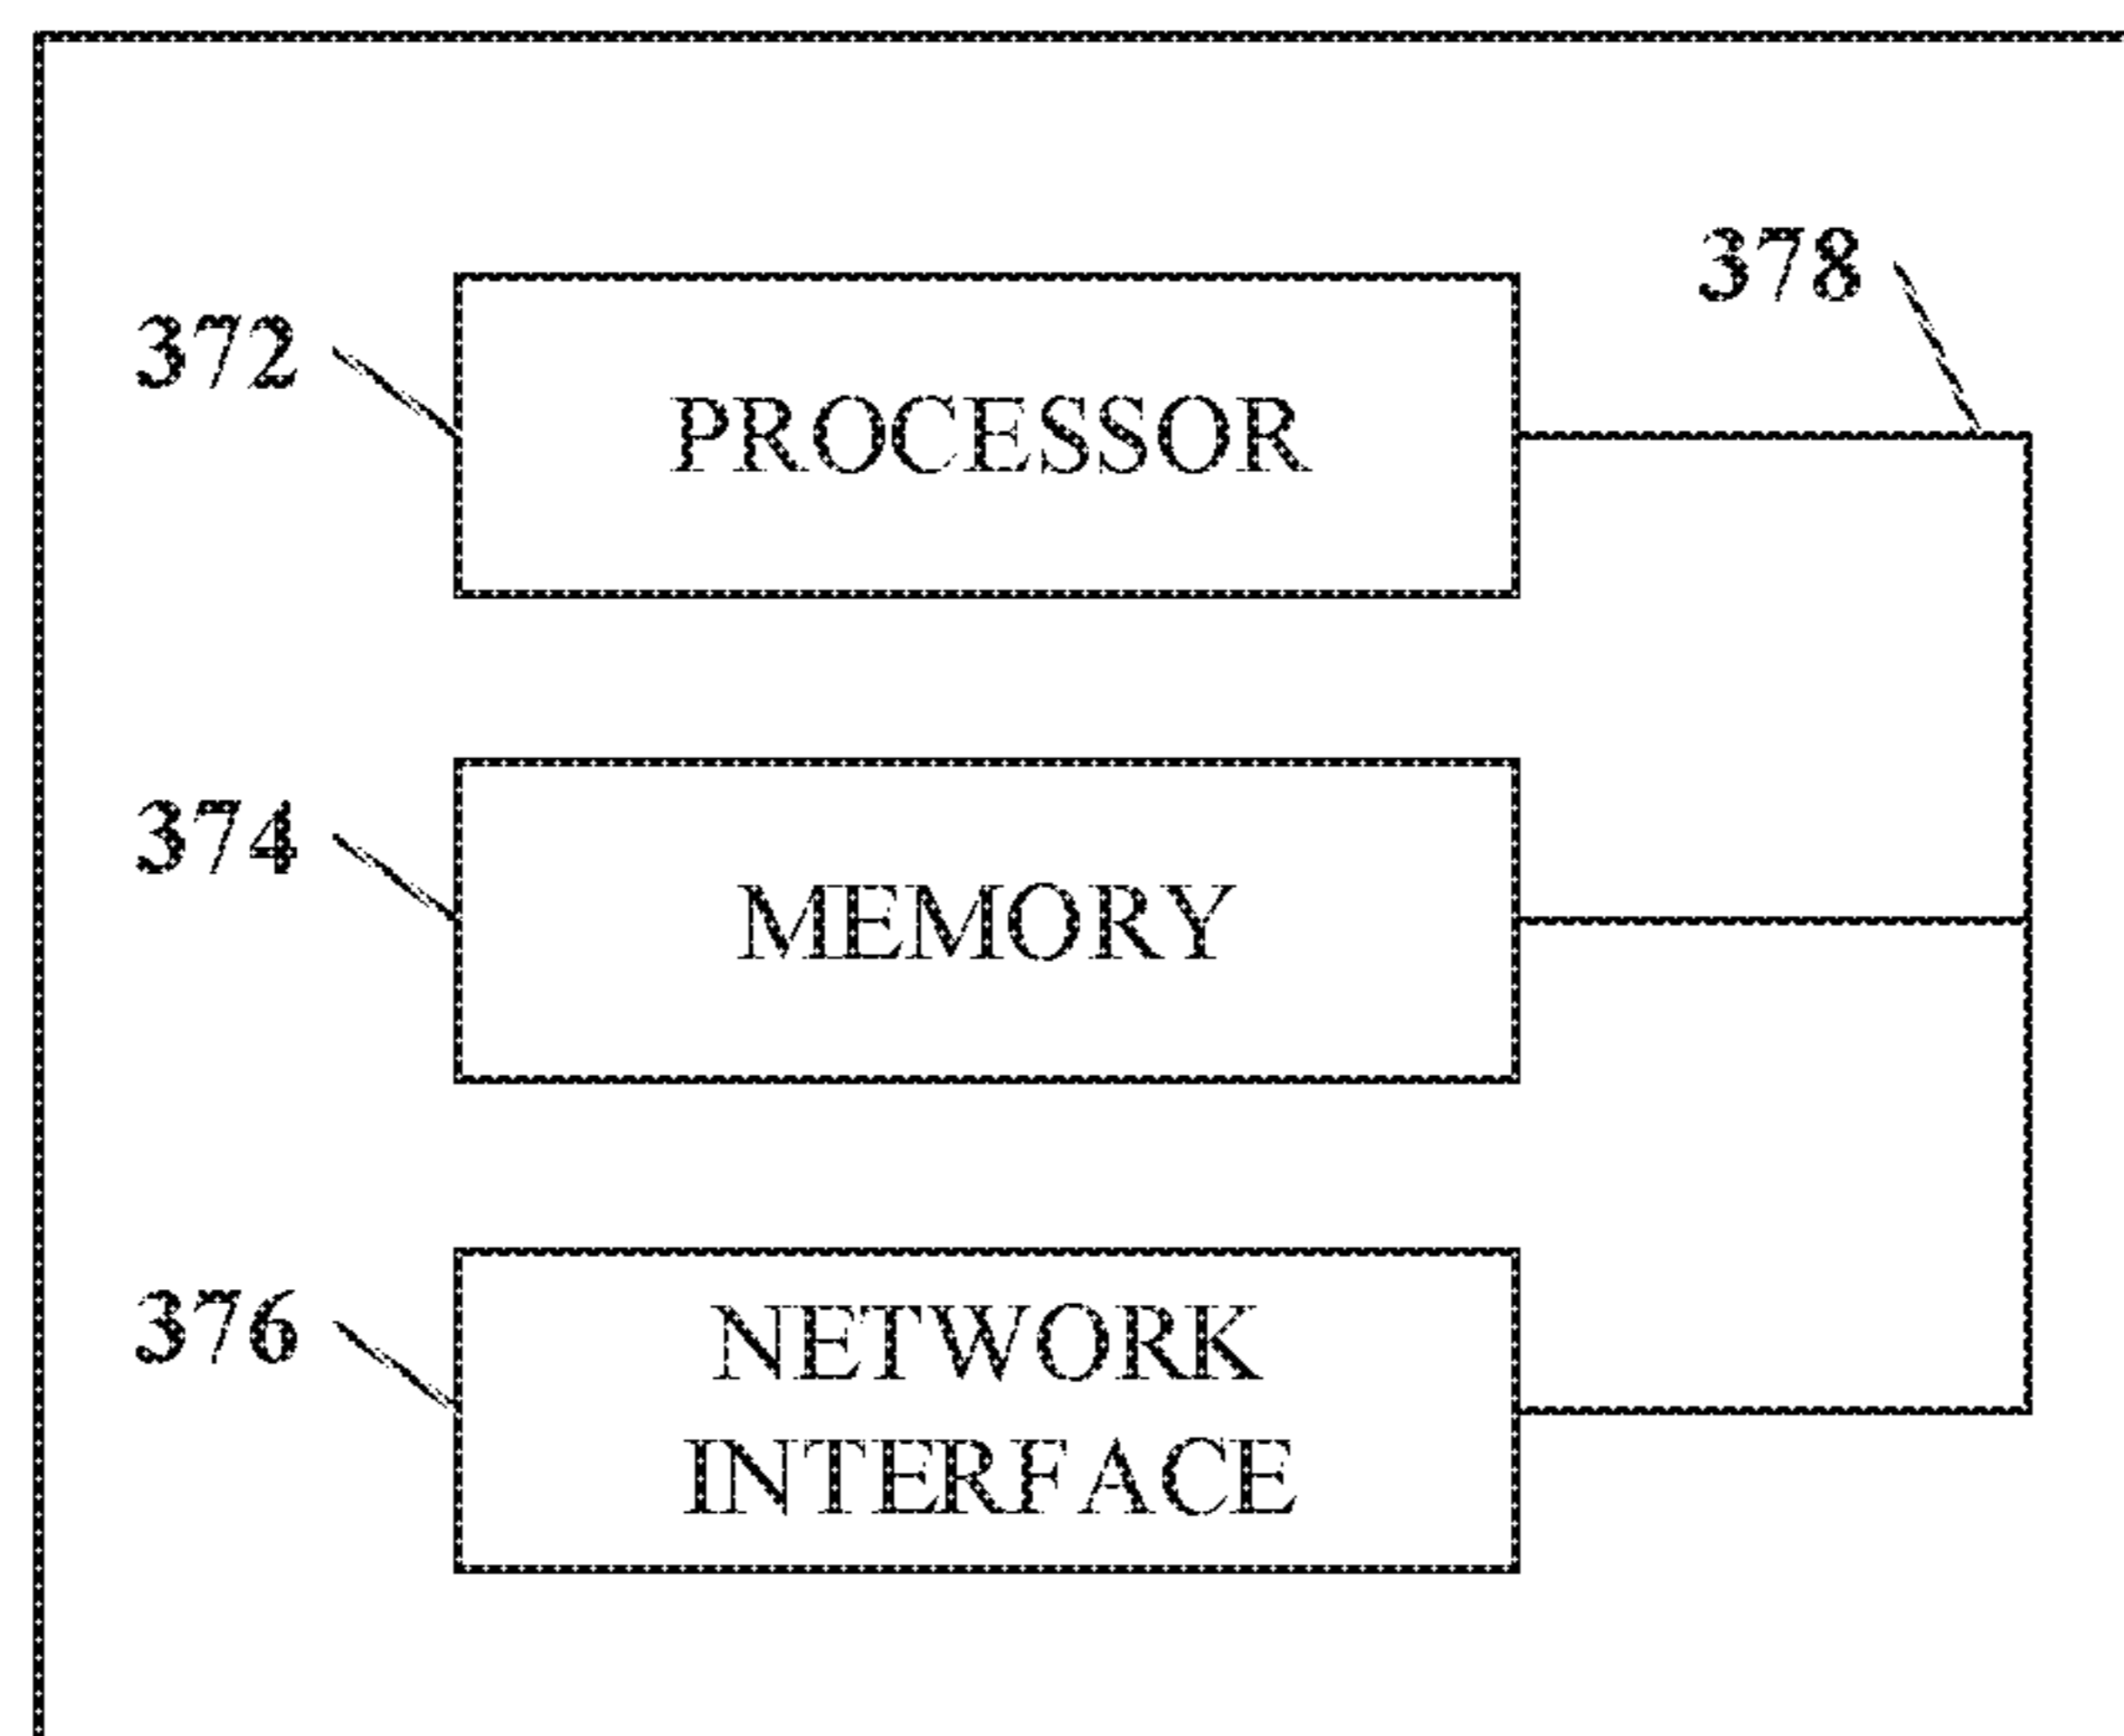 378
372
PROCESSOR
374
MEMORY
376
NETWORK
INTERFACE